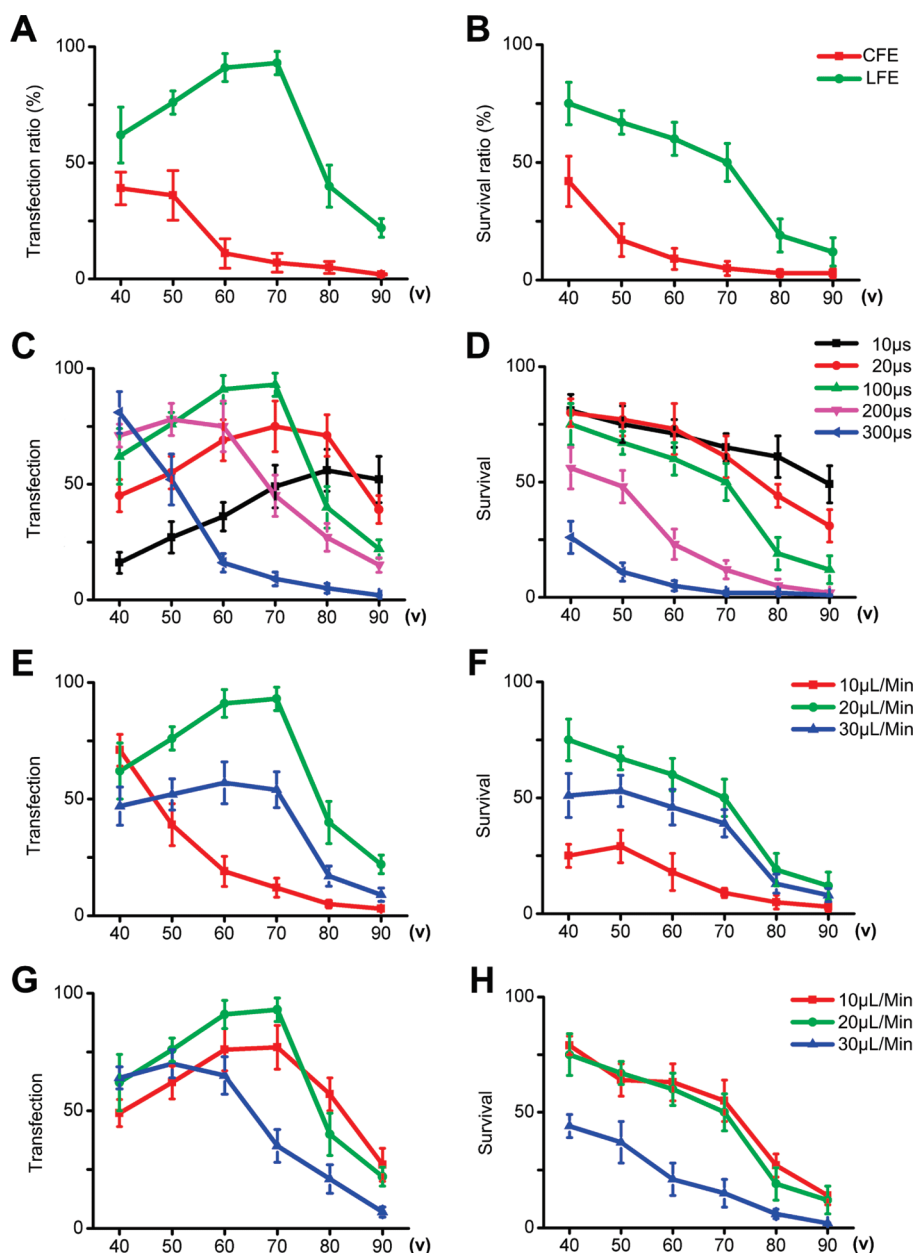 A
Transfection ratio (%)
100
50
0
40 50 60 70 80 90 (v)
B
Survival ratio (%)
100
50
0
40 50 60 70 80 90 (v)
CFE
LFE
C
Transfection
100
50
0
40 50 60 70 80 90 (v)
D
Survival
100
50
0
40 50 60 70 80 90 (v)
10µs
20µs
100µs
200µs
300µs
E
Transfection
100
50
0
40 50 60 70 80 90 (v)
F
Survival
100
50
0
40 50 60 70 80 90 (v)
10µL/Min
20µL/Min
30µL/Min
G
Transfection
100
50
0
40 50 60 70 80 90 (v)
H
Survival
100
50
0
40 50 60 70 80 90 (v)
10µL/Min
20µL/Min
30µL/Min